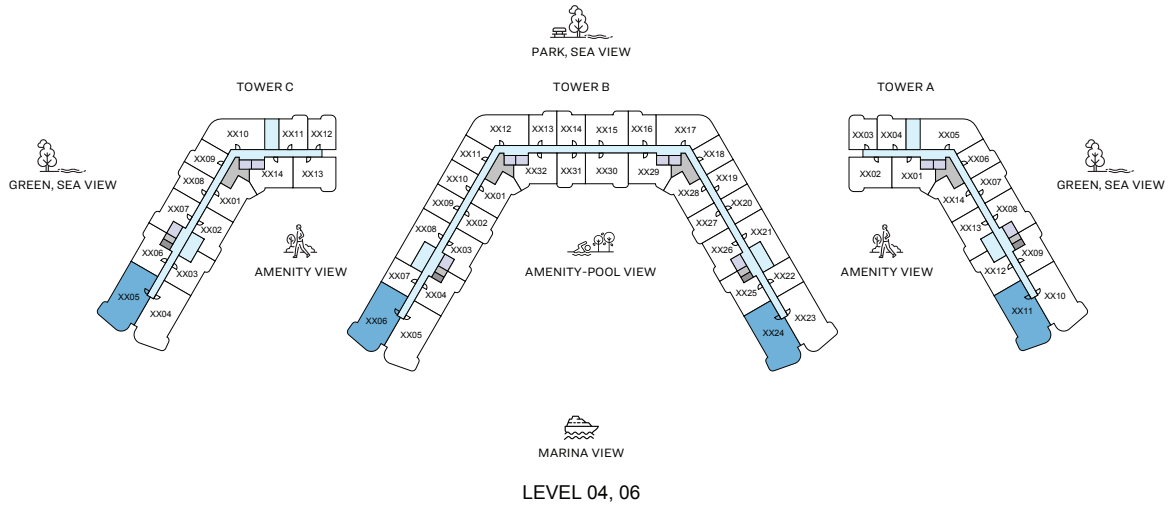 PARK, SEA VIEW
TOWER C
TOWER B
TOWER A
GREEN, SEA VIEW
GREEN, SEA VIEW
XX10
XX11
XX12
XX09
XX14
XX13
XX08
XX01
XX07
XX02
XX06
XX03
XX05
XX04
XX12
XX13
XX14
XX15
XX16
XX17
XX11
XX32
XX31
XX30
XX29
XX18
XX10
XX01
XX28
XX19
XX09
XX02
XX27
XX20
XX08
XX03
XX26
XX21
XX07
XX04
XX25
XX22
XX06
XX05
XX24
XX23
XX03
XX04
XX05
XX02
XX01
XX06
XX14
XX07
XX13
XX08
XX12
XX09
XX11
XX10
AMENITY VIEW
AMENITY-POOL VIEW
AMENITY VIEW
MARINA VIEW
LEVEL 04, 06